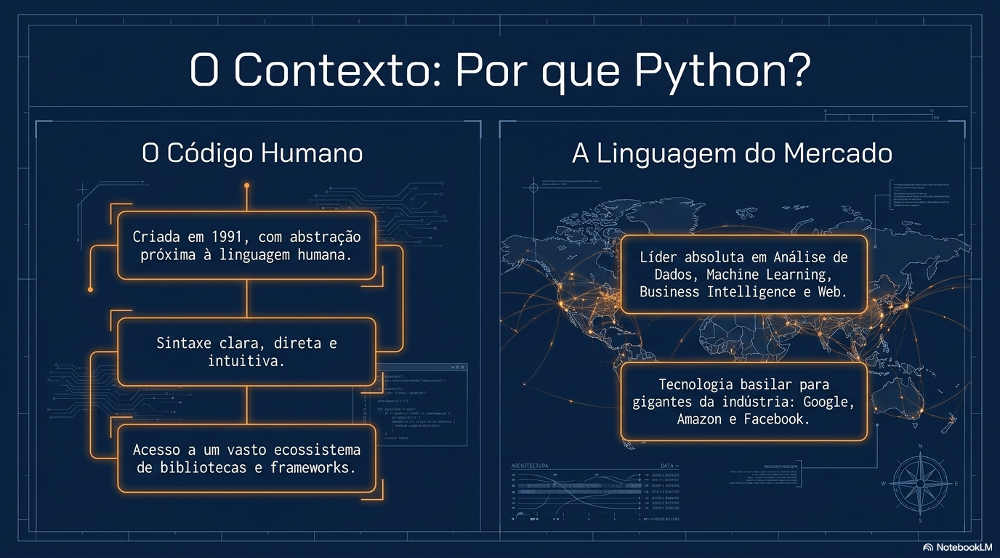 O Contexto: Por que Python?
O Código Humano
Criada em 1991, com abstração
próxima à linguagem humana.
Sintaxe clara, direta e
intuitiva.
Acesso a um vasto ecossistema
de bibliotecas e frameworks.
A Linguagem do Mercado
Líder absoluta em Análise de
Dados, Machine Learning,
Business Intelligence e Web.
Tecnologia basilar para
gigantes da indústria: Google,
Amazon e Facebook.
DATA
N
W
E
S
NotebookLM